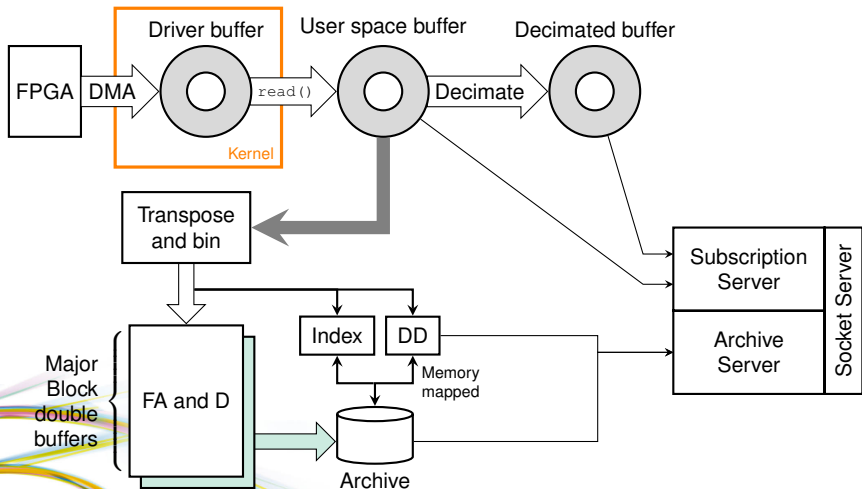 Driver buffer
User space buffer
Decimated buffer
FPGA
DMA
read()
Decimate
Kernel
Transpose
and bin
Subscription
Server
Socket Server
Index
DD
Archive
Server
Major
Block
double
buffers
FA and D
Memory
mapped
Archive